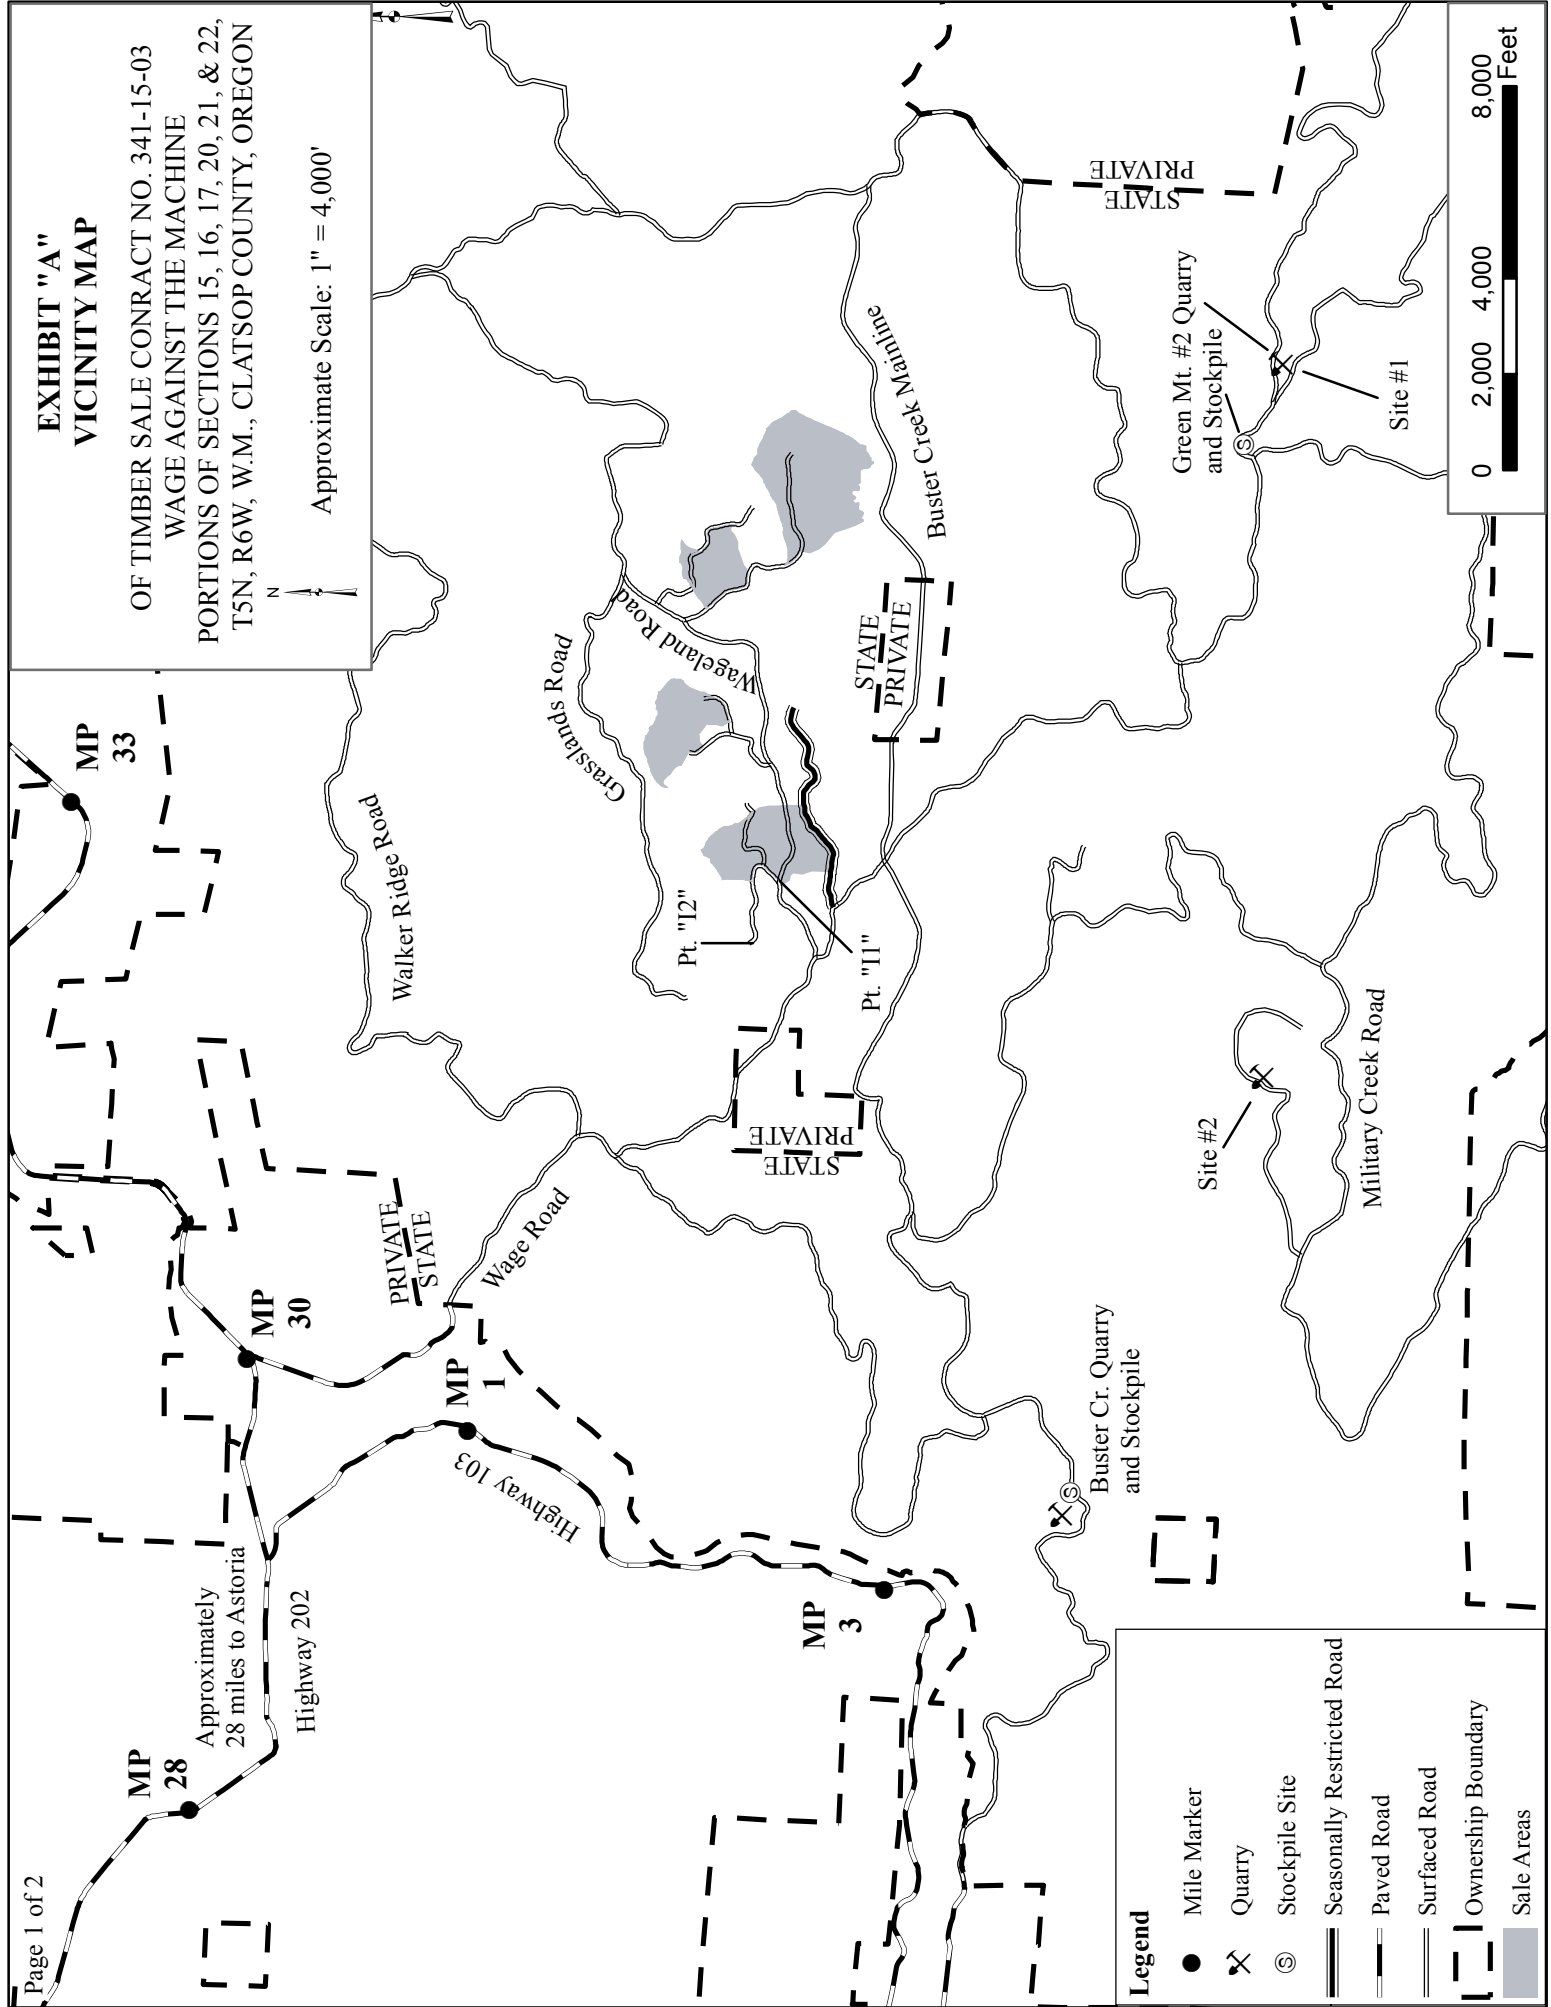 Page 1 of 2
EXHIBIT "A"
VICINITY MAP
OF TIMBER SALE CONRACT NO. 341-15-03
WAGE AGAINST THE MACHINE
PORTIONS OF SECTIONS 15, 16, 17, 20, 21, & 22,
T5N, R6W, W.M., CLATSOP COUNTY, OREGON
N
Approximate Scale: 1" = 4,000'
MP
28
Approximately
28 miles to Astoria
Highway 202
MP
30
MP
33
MP
1
Highway 103
MP
3
PRIVATE
STATE
Wage Road
Walker Ridge Road
Grasslands Road
Wageland Road
Pt. "I2"
Pt. "I1"
STATE
PRIVATE
STATE
PRIVATE
Buster Creek Mainline
STATE
PRIVATE
Green Mt. #2 Quarry
and Stockpile
S
Site #1
Site #2
Military Creek Road
Buster Cr. Quarry
and Stockpile
S
Legend
Mile Marker
Quarry
S Stockpile Site
Seasonally Restricted Road
Paved Road
Surfaced Road
Ownership Boundary
Sale Areas
0 2,000 4,000 8,000
Feet